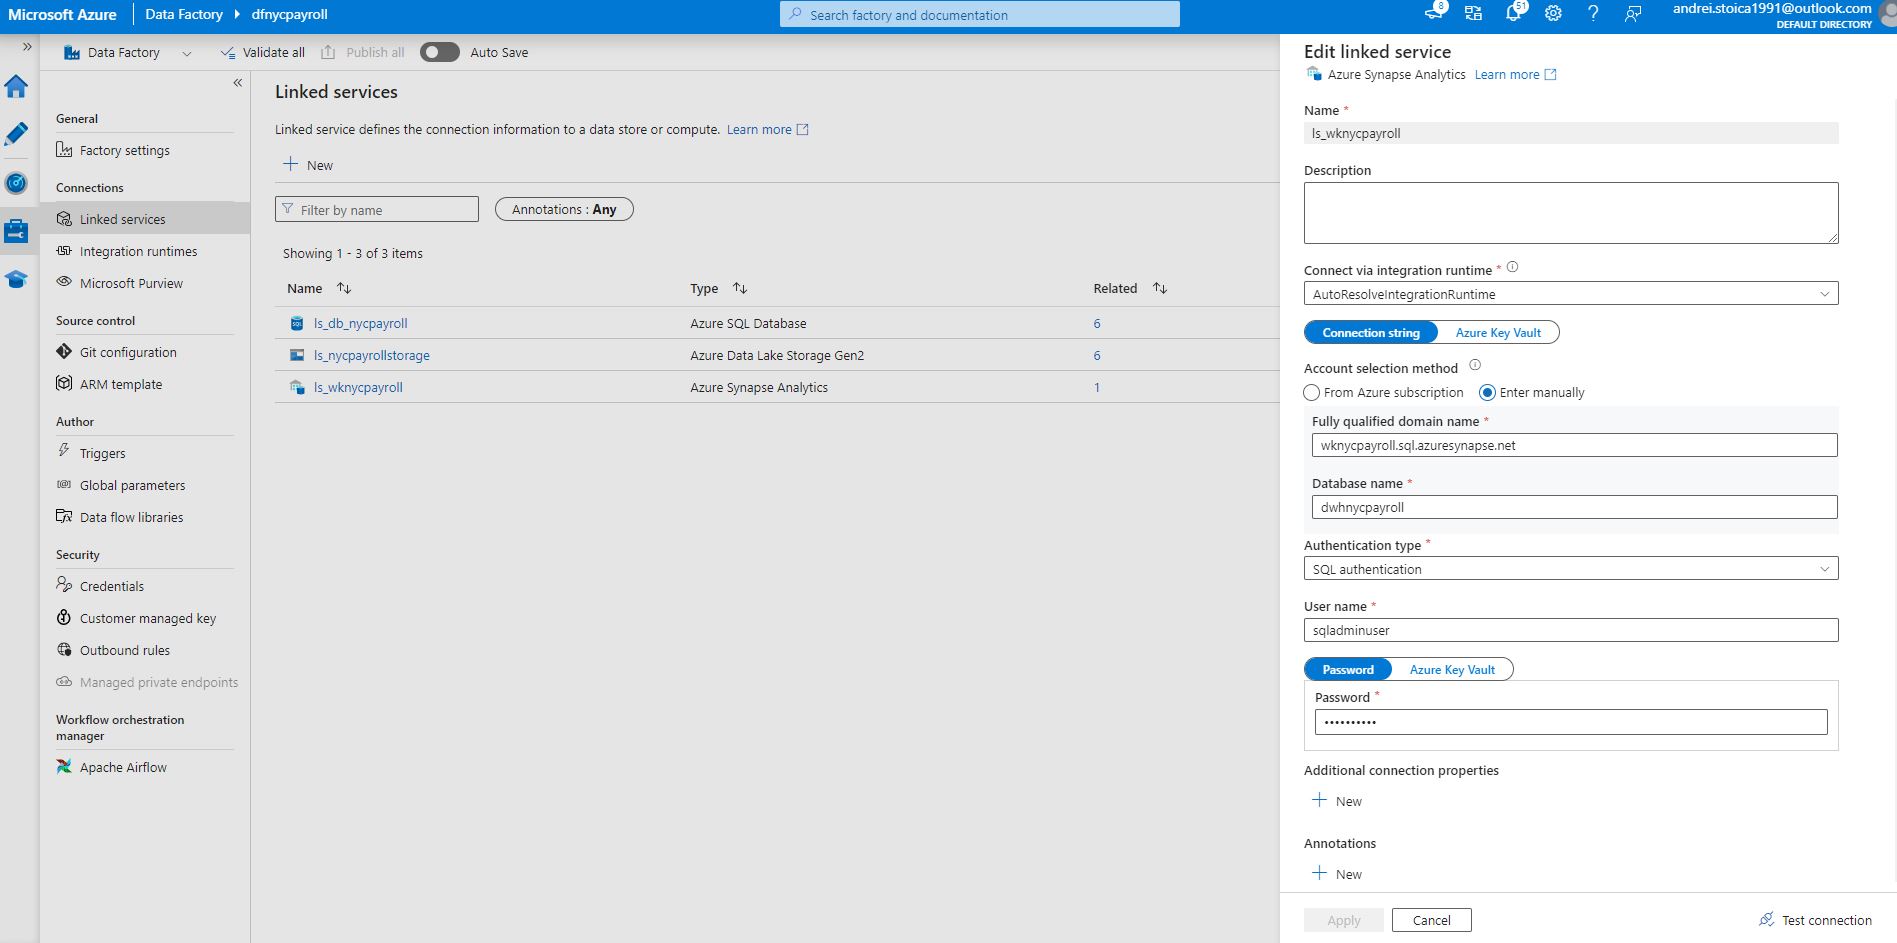 Microsoft Azure
Data Factory
dfnycpayroll
Search factory and documentation
8
51
andrei.stoica1991@outlook.com
DEFAULT DIRECTORY
Data Factory
Validate all
Publish all
Auto Save
General
Factory settings
Connections
Linked services
Integration runtimes
Microsoft Purview
Source control
Git configuration
ARM template
Author
Triggers
Global parameters
Data flow libraries
Security
Credentials
Customer managed key
Outbound rules
Managed private endpoints
Workflow orchestration
manager
Apache Airflow
Linked services
Linked service defines the connection information to a data store or compute. Learn more
New
Filter by name
Annotations : Any
Showing 1 - 3 of 3 items
Name Type Related
ls_db_nycpayroll Azure SQL Database 6
ls_nycpayrollstorage Azure Data Lake Storage Gen2 6
ls_wknycpayroll Azure Synapse Analytics 1
Edit linked service
Azure Synapse Analytics Learn more
Name *
ls_wknycpayroll
Description
Connect via integration runtime *
AutoResolveIntegrationRuntime
Connection string Azure Key Vault
Account selection method
From Azure subscription Enter manually
Fully qualified domain name *
wknycpayroll.sql.azuresynapse.net
Database name *
dwhnycpayroll
Authentication type *
SQL authentication
User name *
sqladminuser
Password Azure Key Vault
Password *
••••••••••
Additional connection properties
New
Annotations
New
Apply Cancel Test connection